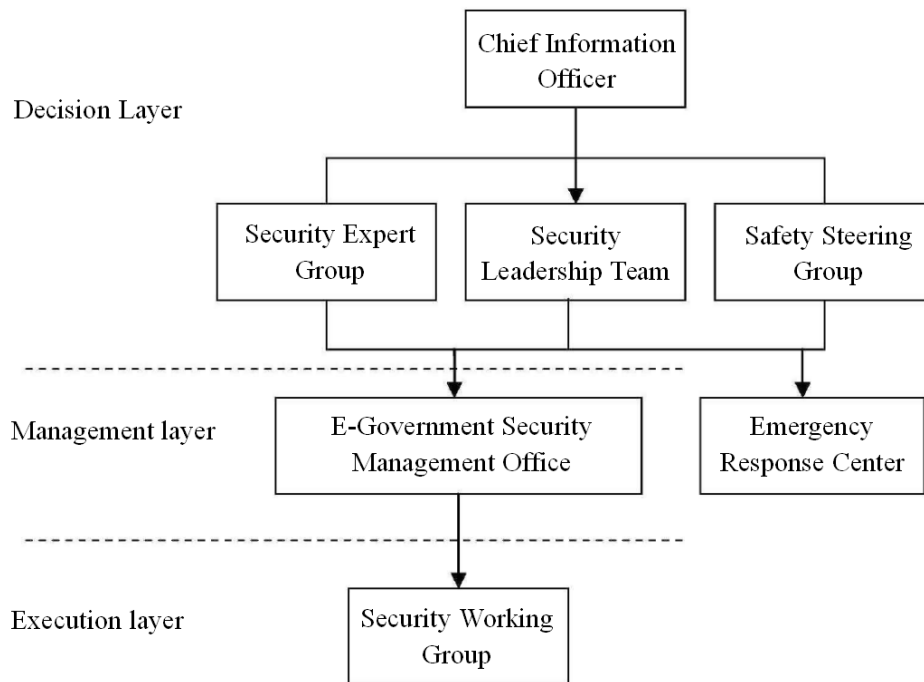 Chief Information
Officer
Decision Layer
Security Expert
Group
Security
Leadership Team
Safety Steering
Group
Management layer
E-Government Security
Management Office
Emergency
Response Center
Execution layer
Security Working
Group